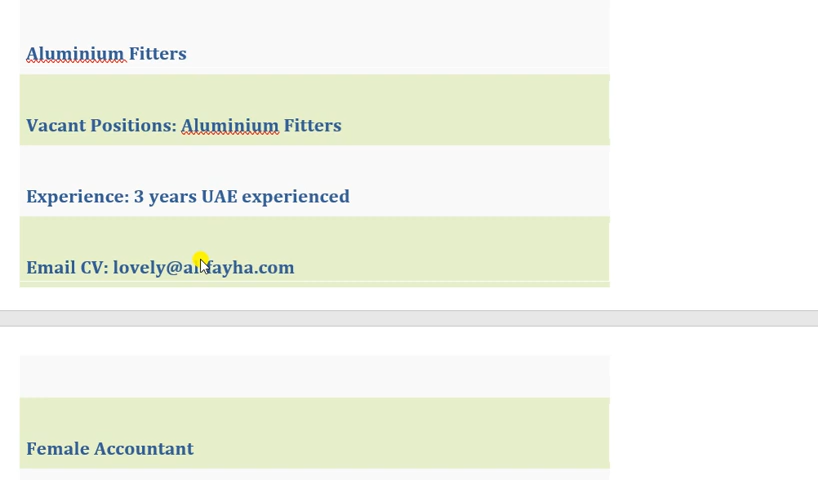 Aluminium Fitters
Vacant Positions: Aluminium Fitters
Experience: 3 years UAE experienced
Email CV:
Female Accountant